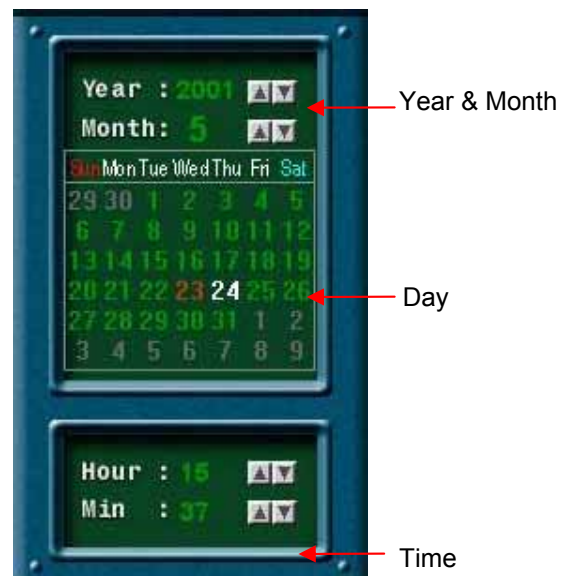 Year : 2001
Month: 5
Sun Mon Tue Wed Thu Fri Sat
29 30 1 2 3 4 5
6 7 8 9 10 11 12
13 14 15 16 17 18 19
20 21 22 23 24 25 26
27 28 29 30 31 1 2
3 4 5 6 7 8 9
Hour : 15
Min : 37
Year & Month
Day
Time